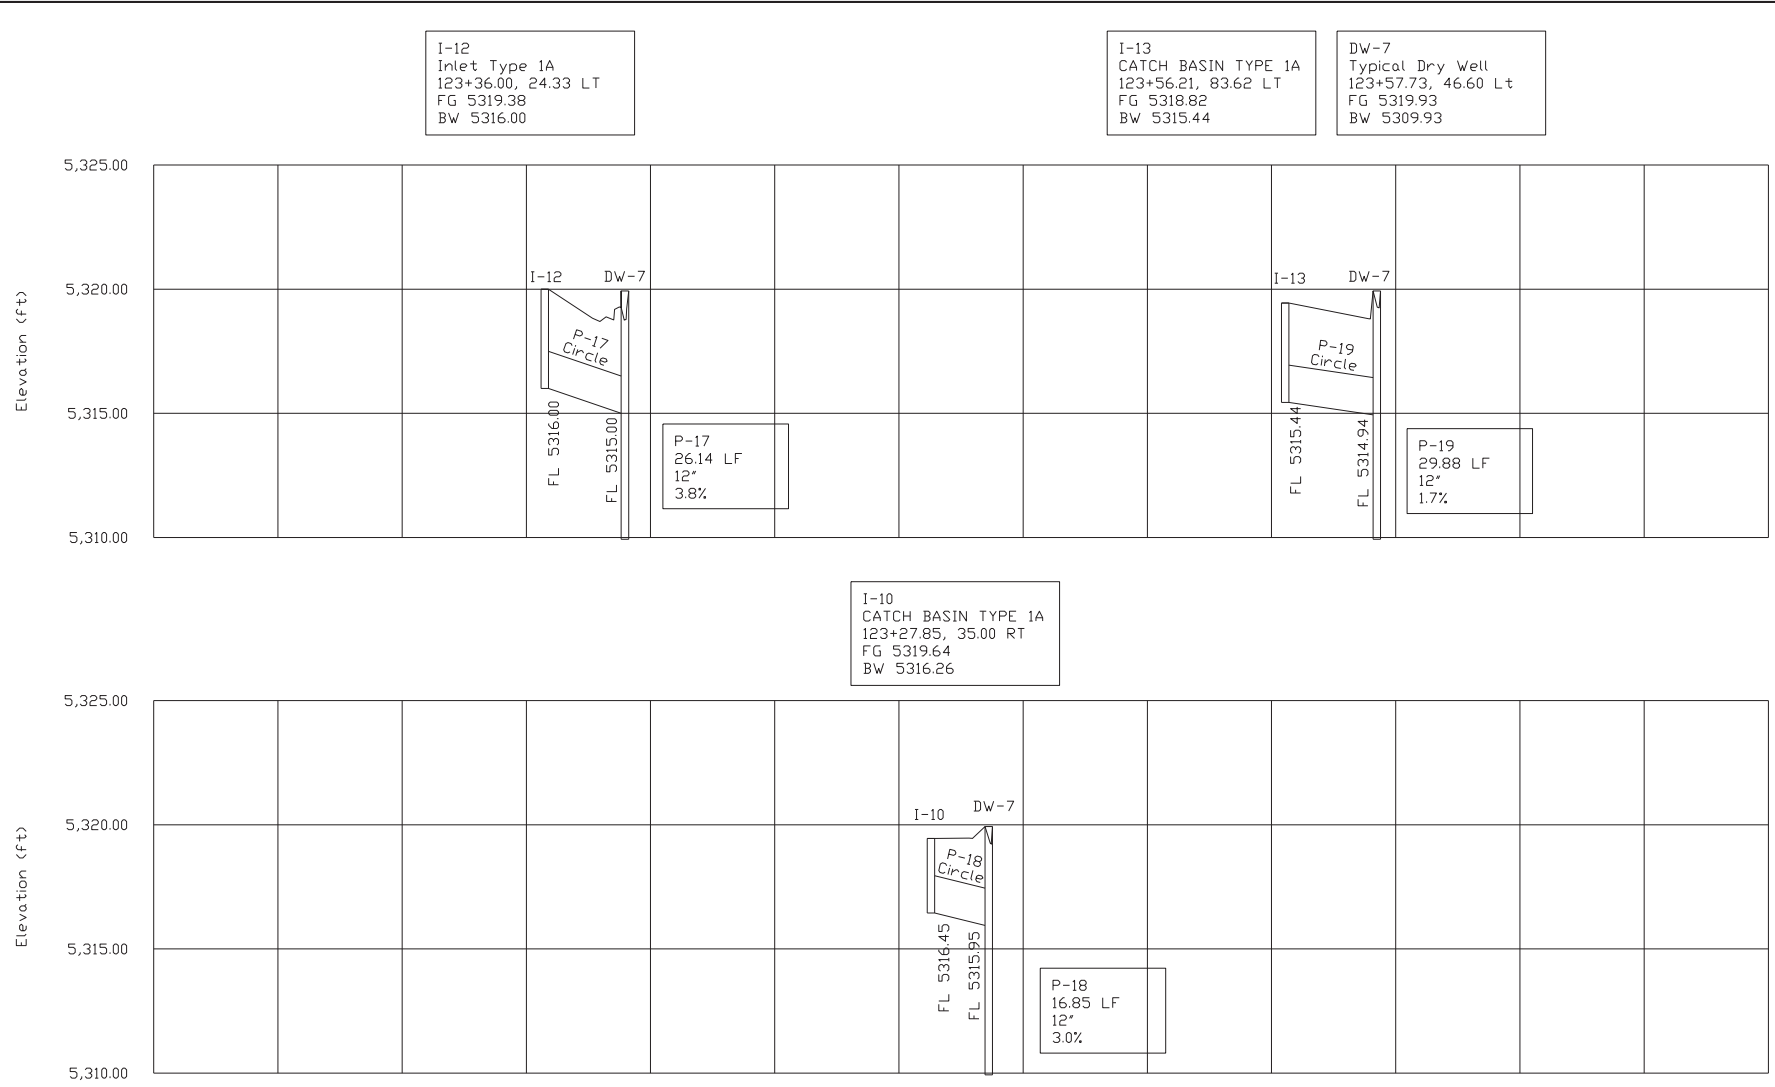 I-12
Inlet Type 1A
123+36.00, 24.33 LT
FG 5319.38
BW 5316.00
I-13
CATCH BASIN TYPE 1A
123+56.21, 83.62 LT
FG 5318.82
BW 5315.44
DW-7
Typical Dry Well
123+57.73, 46.60 Lt
FG 5319.93
BW 5309.93
5,325.00
5,320.00
5,315.00
5,310.00
Elevation (ft)
I-12
DW-7
P-17
Circle
FL 5316.00
FL 5315.00
P-17
26.14 LF
12"
3.8%
I-13
DW-7
P-19
Circle
FL 5315.44
FL 5314.94
P-19
29.88 LF
12"
1.7%
I-10
CATCH BASIN TYPE 1A
123+27.85, 35.00 RT
FG 5319.64
BW 5316.26
5,325.00
5,320.00
5,315.00
5,310.00
Elevation (ft)
I-10
DW-7
P-18
Circle
FL 5316.45
FL 5315.95
P-18
16.85 LF
12"
3.0%